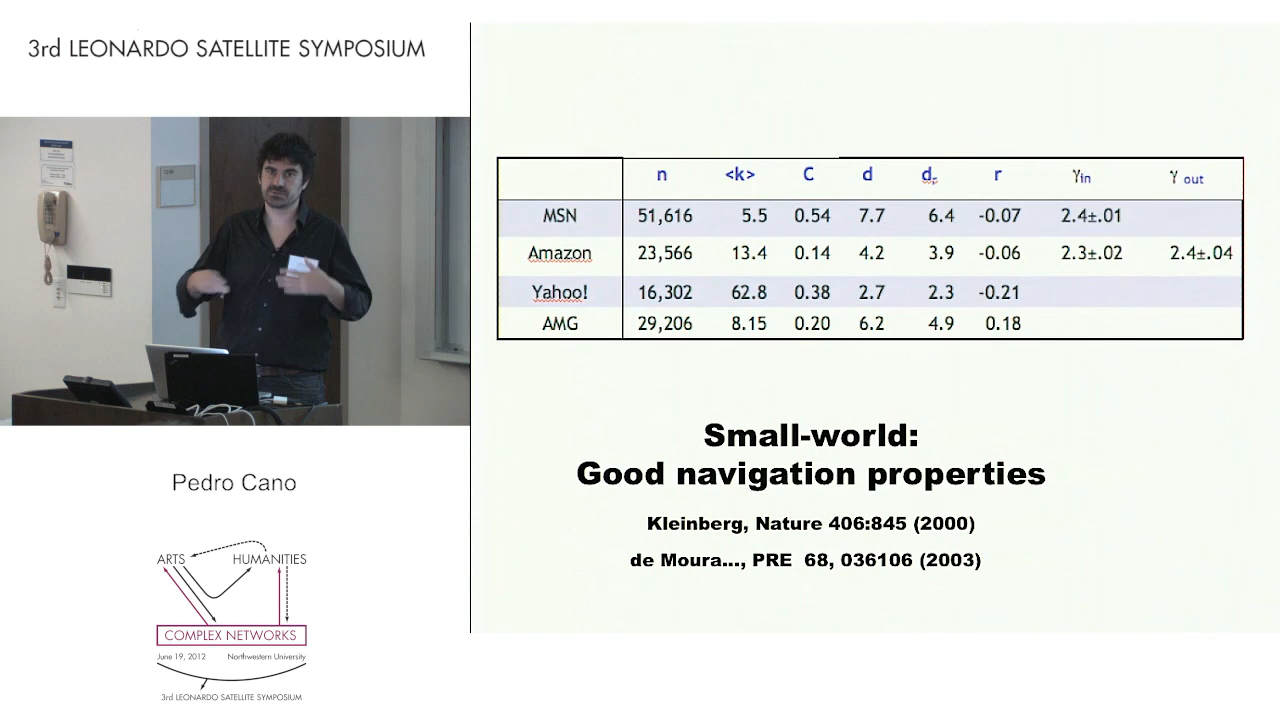 3rd LEONARDO SATELLITE SYMPOSIUM
n <k> C d dr r γin γ out
MSN 51,616 5.5 0.54 7.7 6.4 -0.07 2.4±.01
Amazon 23,566 13.4 0.14 4.2 3.9 -0.06 2.3±.02 2.4±.04
Yahoo! 16,302 62.8 0.38 2.7 2.3 -0.21
AMG 29,206 8.15 0.20 6.2 4.9 0.18
Small-world:
Good navigation properties
Kleinberg, Nature 406:845 (2000)
de Moura..., PRE 68, 036106 (2003)
Pedro Cano
ARTS HUMANITIES
COMPLEX NETWORKS
June 19, 2012 Northwestern University
3rd LEONARDO SATELLITE SYMPOSIUM